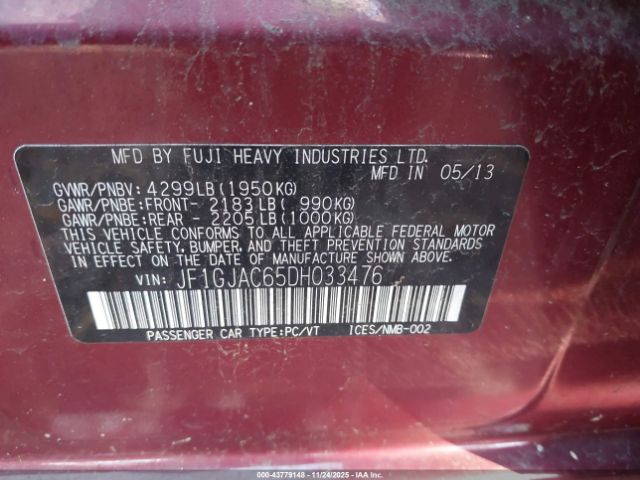 MFD BY FUJI HEAVY INDUSTRIES LTD.
MFD IN 05/13
GVWR/PNBV: 4299LB (1950KG)
GAWR/PNBE:FRONT- 2183LB ( 990KG)
GAWR/PNBE:REAR - 2205LB (1000KG)
THIS VEHICLE CONFORMS TO ALL APPLICABLE FEDERAL MOTOR
VEHICLE SAFETY, BUMPER, AND THEFT PREVENTION STANDARDS
IN EFFECT ON THE DATE OF MANUFACTURE SHOWN ABOVE.
VIN: JF1GJAC65DH033476
PASSENGER CAR TYPE:PC/VT ICES/NMB-002
000-43779148 - 11/24/2025 - IAA Inc.